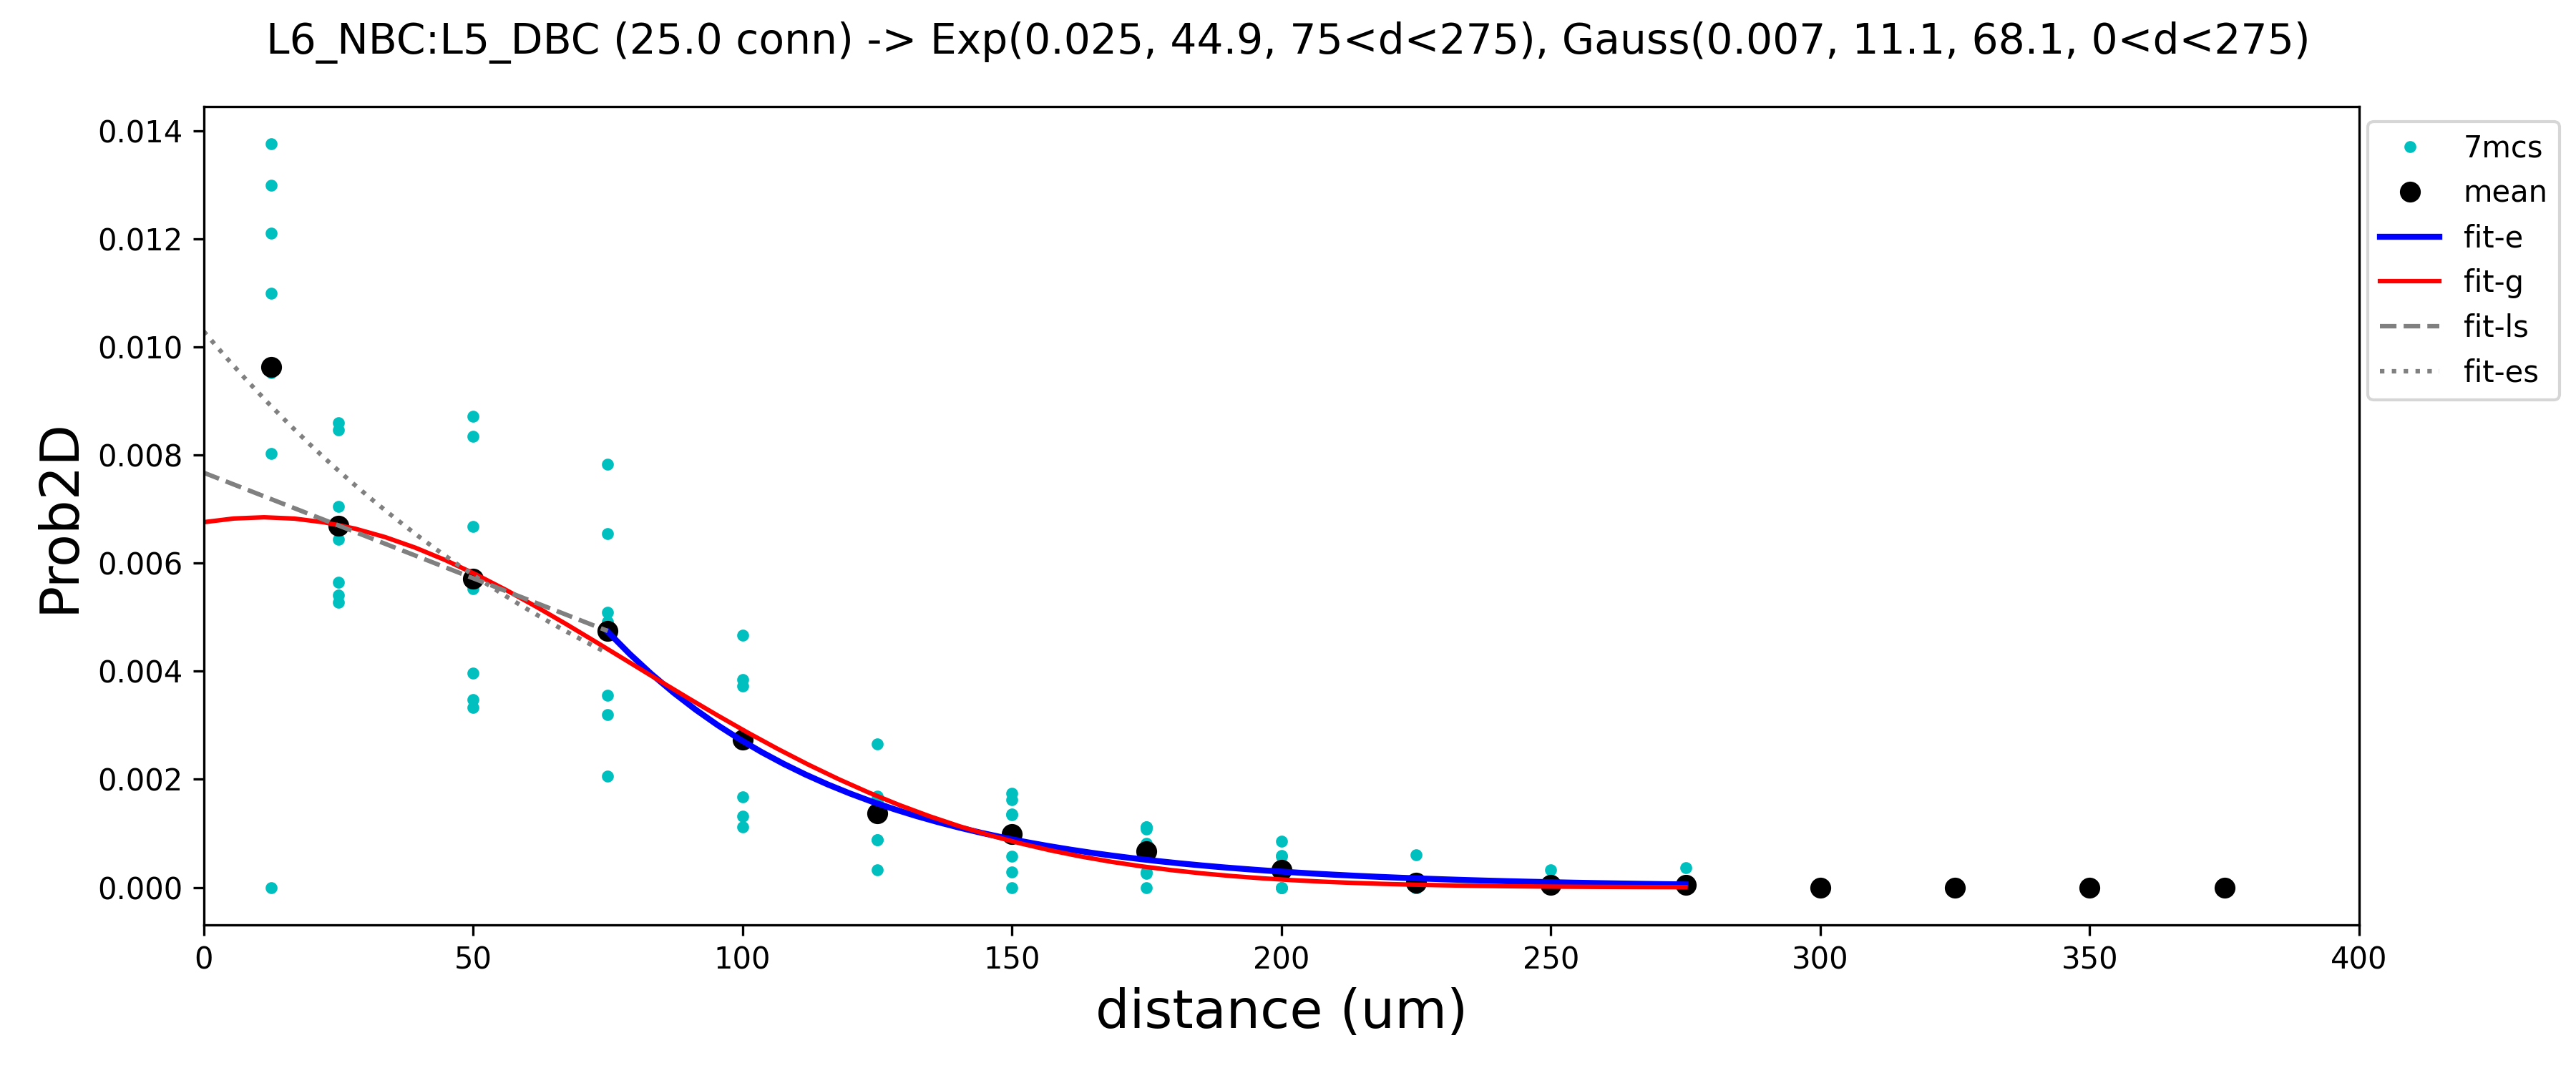 L6_NBC:L5_DBC (25.0 conn) -> Exp(0.025, 44.9, 75<d<275), Gauss(0.007, 11.1, 68.1, 0<d<275)
0.014
0.012
0.010
0.008
0.006
0.004
0.002
0.000
Prob2D
0 50 100 150 200 250 300 350 400
distance (um)
7mcs
mean
fit-e
fit-g
fit-ls
fit-es